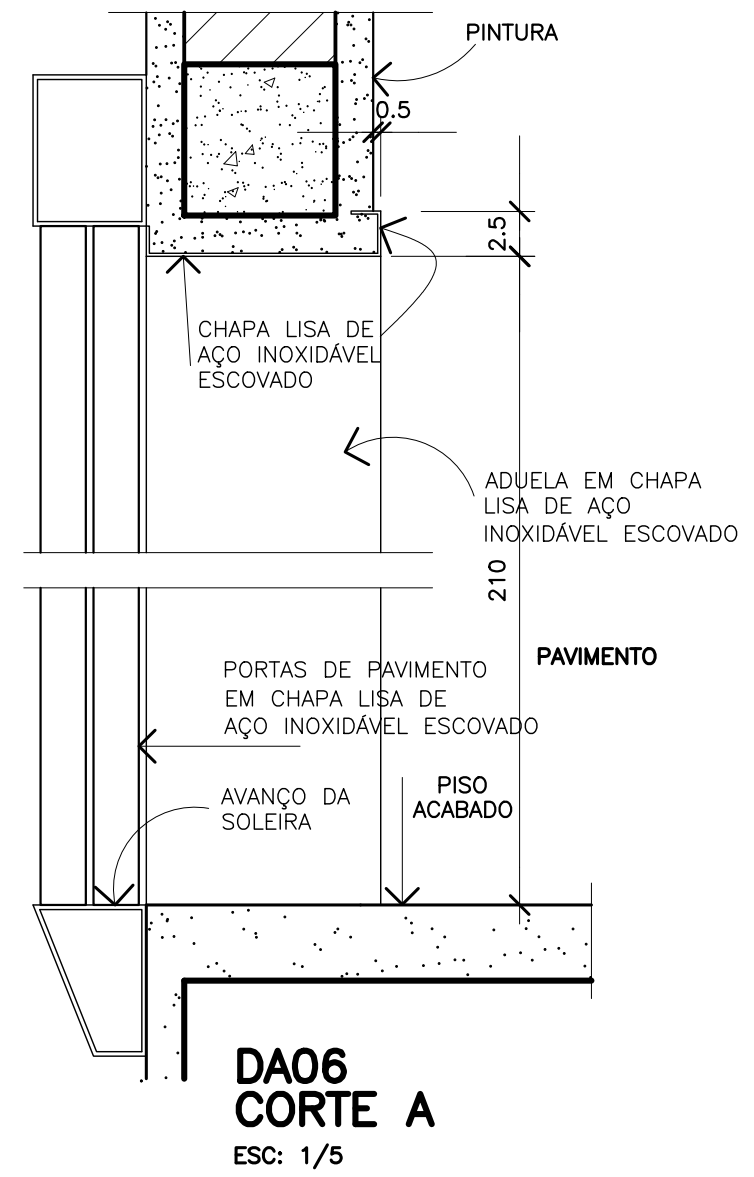 PINTURA
0.5
2.5
CHAPA LISA DE
AÇO INOXIDÁVEL
ESCOVADO
ADUELA EM CHAPA
LISA DE AÇO
INOXIDÁVEL ESCOVADO
210
PAVIMENTO
PORTAS DE PAVIMENTO
EM CHAPA LISA DE
AÇO INOXIDÁVEL ESCOVADO
AVANÇO DA
SOLEIRA
PISO
ACABADO
DA06
CORTE A
ESC: 1/5